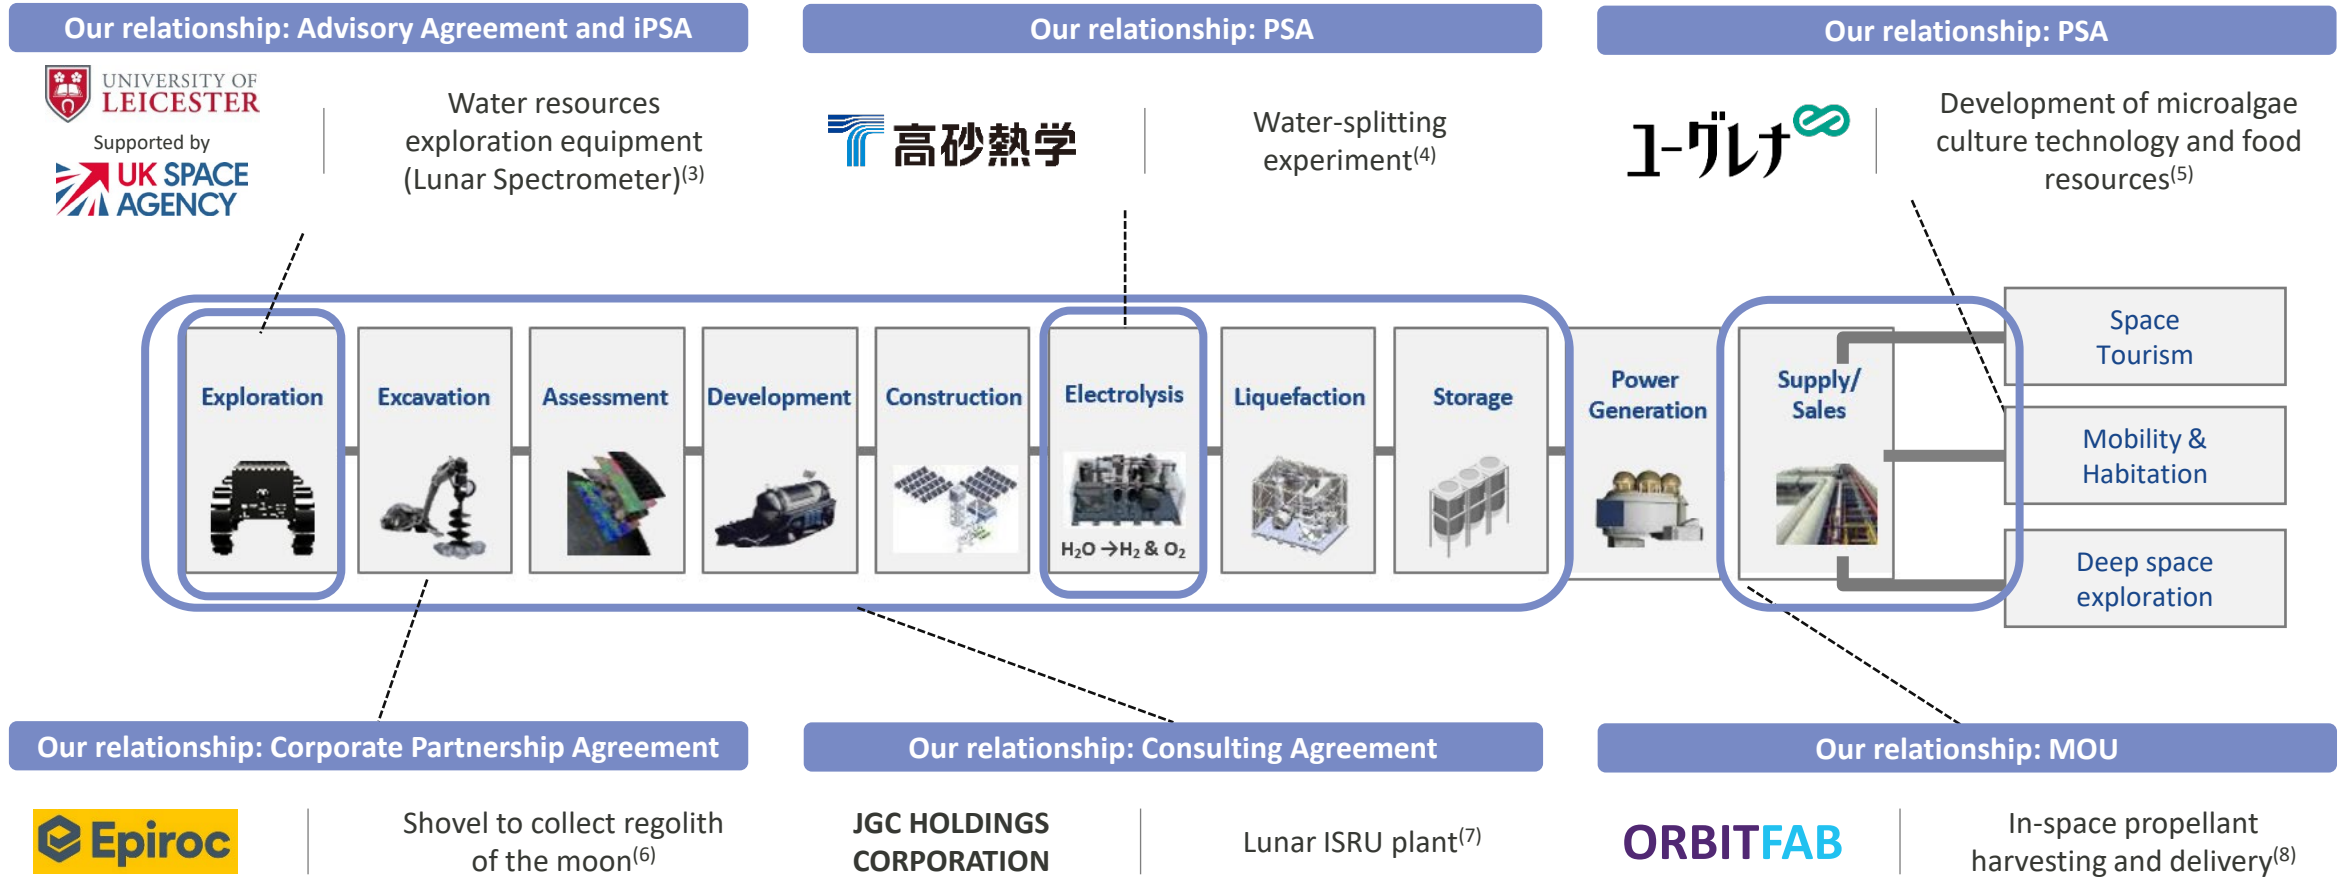 Our relationship: Advisory Agreement and iPSA
UNIVERSITY OF
LEICESTER
Supported by
UK SPACE
AGENCY
Water resources
exploration equipment
(Lunar Spectrometer)(3)
Our relationship: PSA
高砂熱学
Water-splitting
experiment(4)
Our relationship: PSA
ユーグレナ
Development of microalgae
culture technology and food
resources(5)
Exploration
Excavation
Assessment
Development
Construction
Electrolysis
H₂O →H₂ & O₂
Liquefaction
Storage
Power
Generation
Supply/
Sales
Space
Tourism
Mobility &
Habitation
Deep space
exploration
Our relationship: Corporate Partnership Agreement
Epiroc
Shovel to collect regolith
of the moon(6)
Our relationship: Consulting Agreement
JGC HOLDINGS
CORPORATION
Lunar ISRU plant(7)
Our relationship: MOU
ORBITFAB
In-space propellant
harvesting and delivery(8)